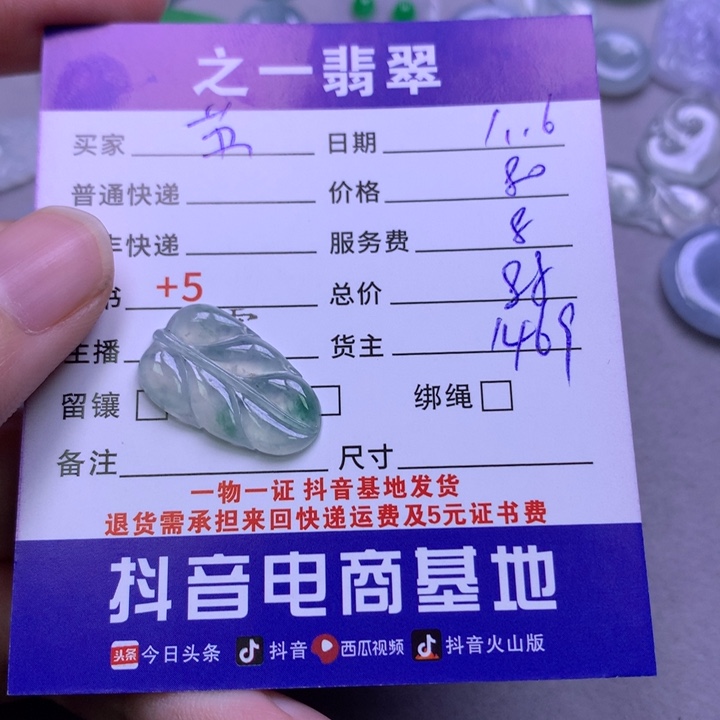 之一翡翠
买家 日期 1,..6
普通快递 价格 80
丰快递 服务费 8
书 +5 总价 88
主播 货主 1469
留镶 绑绳
备注 尺寸
一物一证 抖音基地发货
退货需承担来回快递运费及5元证书费
抖音电商基地
头条 今日头条 抖音 西瓜视频 抖音火山版